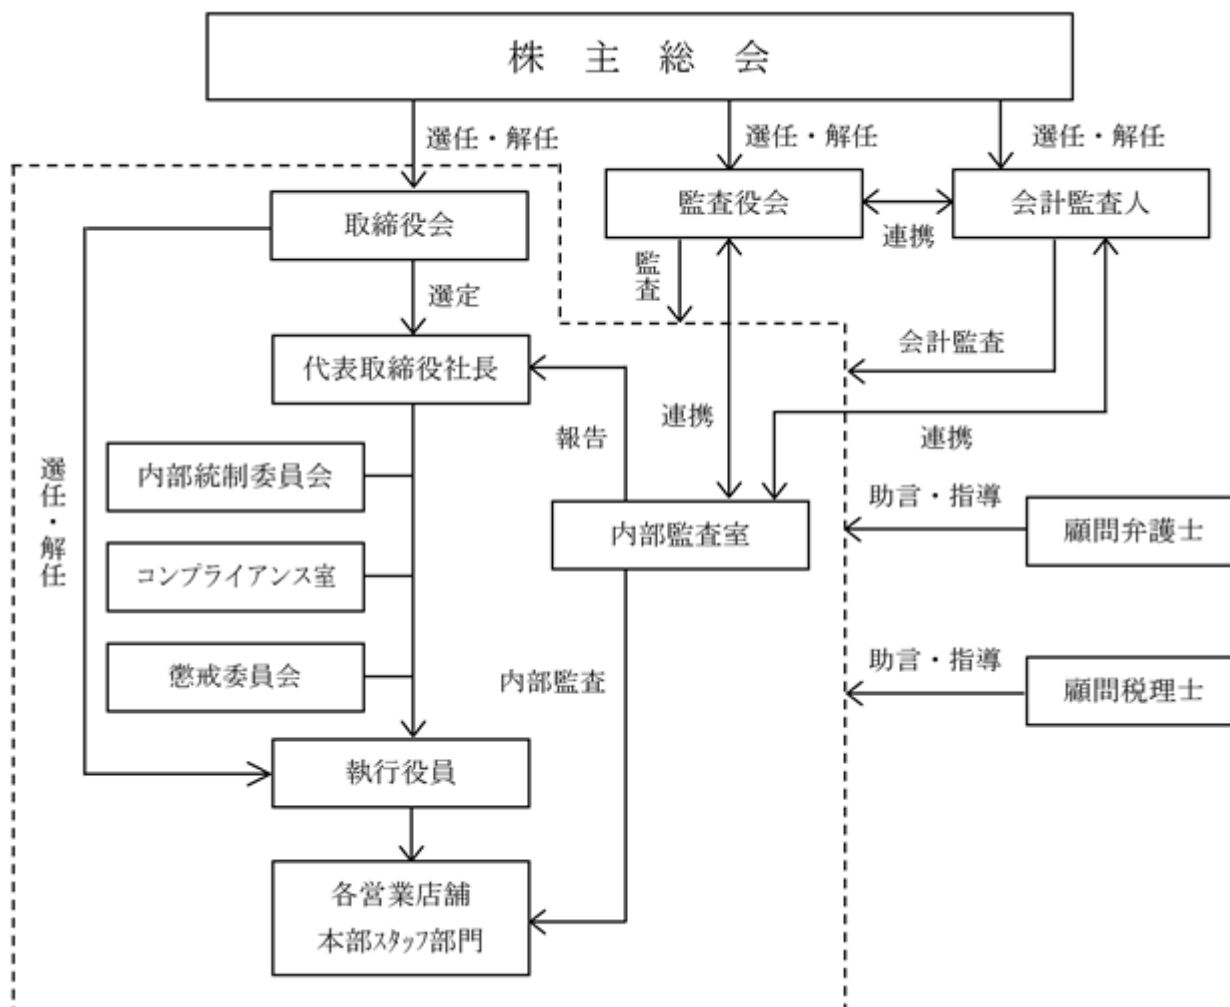 株主総会
選任・解任
選任・解任
選任・解任
取締役会
監査役会
会計監査人
連携
監査
選定
代表取締役社長
会計監査
報告
連携
連携
選任・解任
内部統制委員会
内部監査室
助言・指導
顧問弁護士
コンプライアンス室
懲戒委員会
内部監査
助言・指導
顧問税理士
執行役員
各営業店舗
本部スタッフ部門